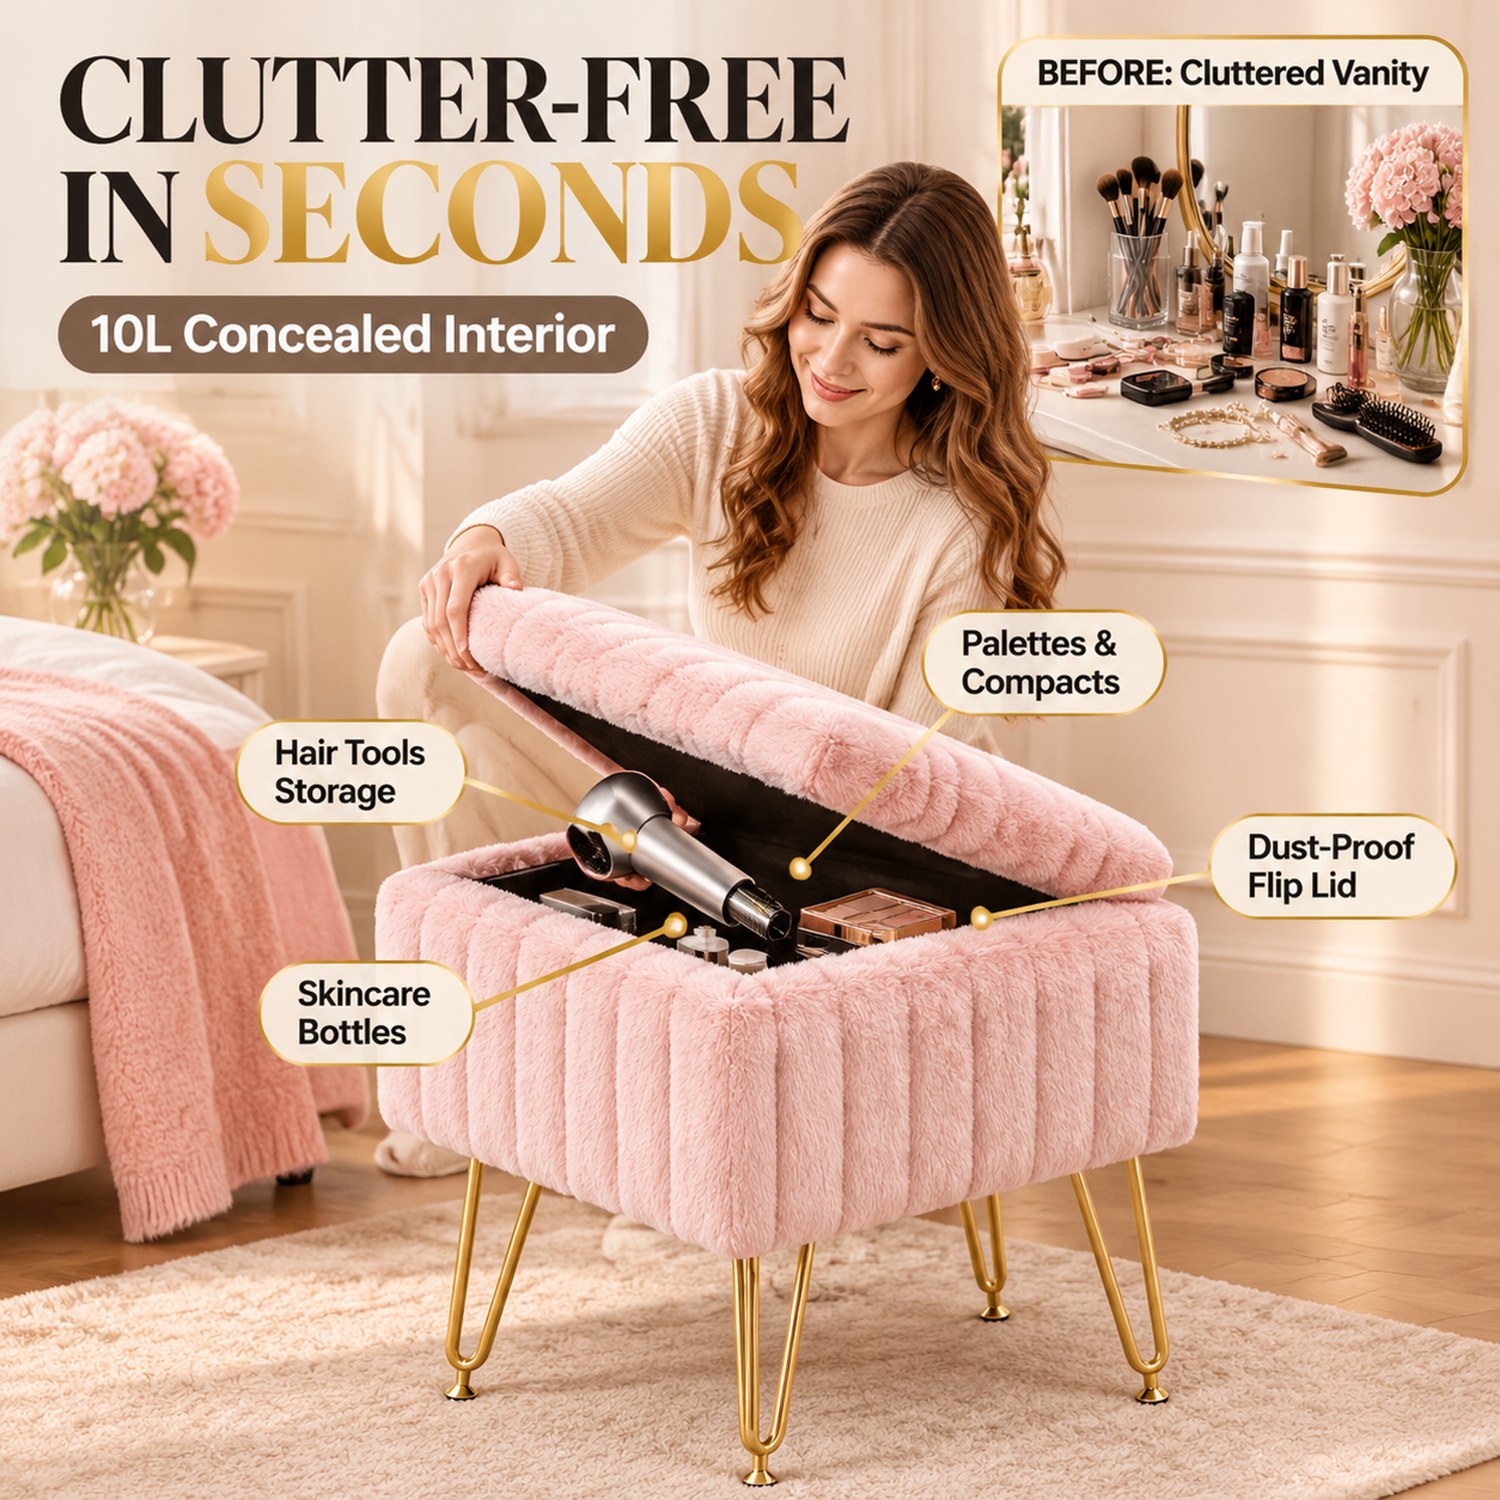 CLUTTER-FREE
IN SECONDS
10L Concealed Interior
BEFORE: Cluttered Vanity
Palettes &
Compacts
Hair Tools
Storage
Dust-Proof
Flip Lid
Skincare
Bottles